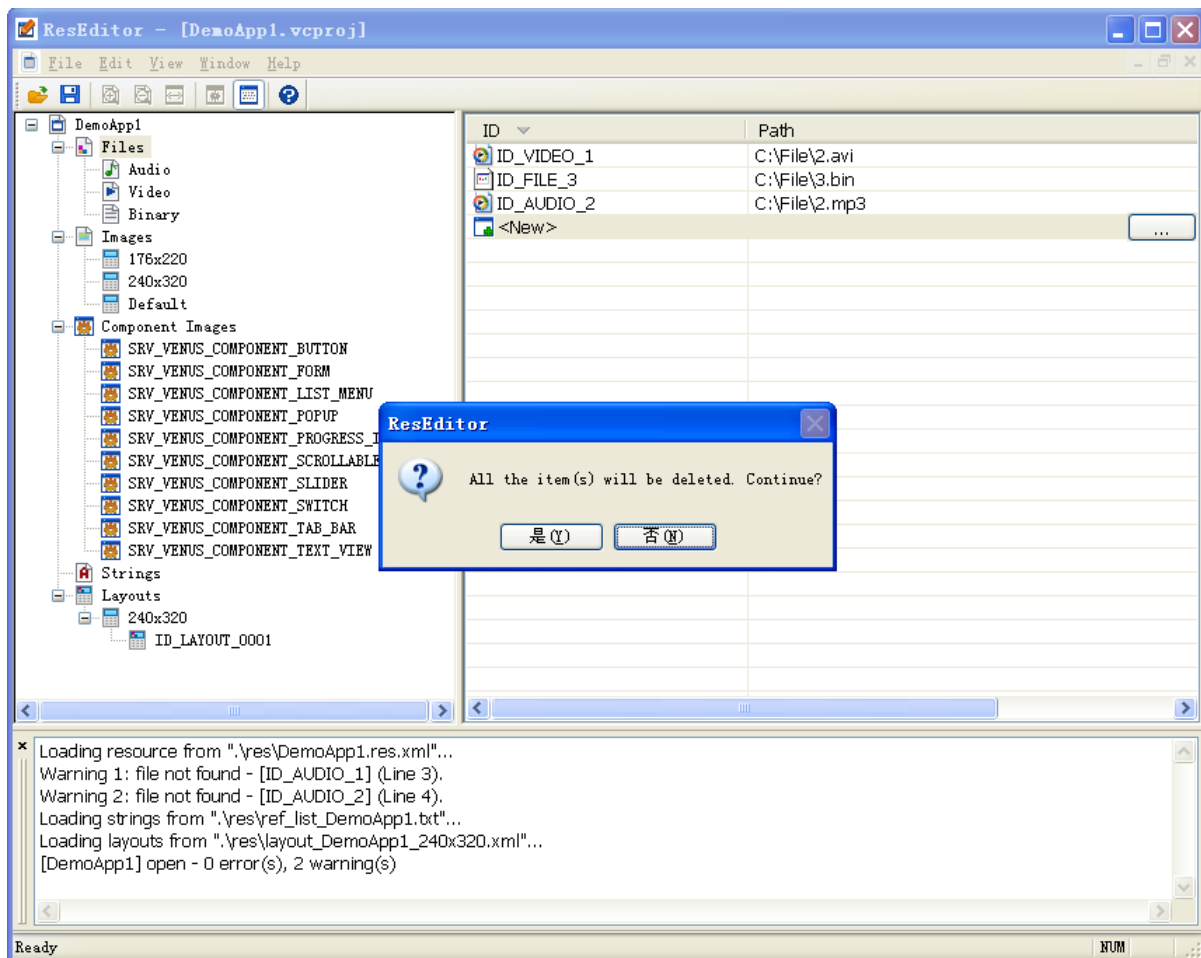 ResEditor - [DemoApp1.vcproj]
File Edit View Window Help
DemoApp1
Files
Audio
Video
Binary
Images
176x220
240x320
Default
Component Images
SRV_VENUS_COMPONENT_BUTTON
SRV_VENUS_COMPONENT_FORM
SRV_VENUS_COMPONENT_LIST_MENU
SRV_VENUS_COMPONENT_POPUP
SRV_VENUS_COMPONENT_PROGRESS_I
SRV_VENUS_COMPONENT_SCROLLABLE
SRV_VENUS_COMPONENT_SLIDER
SRV_VENUS_COMPONENT_SWITCH
SRV_VENUS_COMPONENT_TAB_BAR
SRV_VENUS_COMPONENT_TEXT_VIEW
Strings
Layouts
240x320
ID_LAYOUT_0001
ID Path
ID_VIDEO_1 C:\File\2.avi
ID_FILE_3 C:\File\3.bin
ID_AUDIO_2 C:\File\2.mp3
<New> ...
ResEditor
All the item(s) will be deleted. Continue?
是(Y) 否(N)
Loading resource from ".\res\DemoApp1.res.xml"...
Warning 1: file not found - [ID_AUDIO_1] (Line 3).
Warning 2: file not found - [ID_AUDIO_2] (Line 4).
Loading strings from ".\res\ref_list_DemoApp1.txt"...
Loading layouts from ".\res\layout_DemoApp1_240x320.xml"...
[DemoApp1] open - 0 error(s), 2 warning(s)
Ready NUM